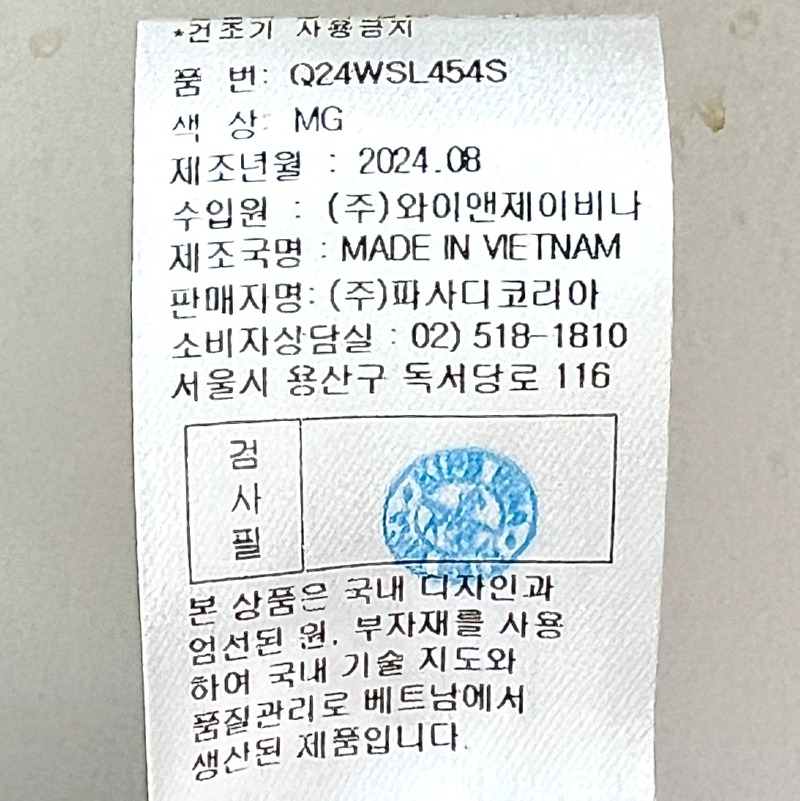 *건조기 사용금지
품 번: Q24WSL454S
색 상: MG
제조년월 : 2024.08
수입원 : (주)와이앤제이비나
제조국명 : MADE IN VIETNAM
판매자명: (주)파사디코리아
소비자상담실 : 02) 518-1810
서울시 용산구 독서당로 116
검
사
필
본 상품은 국내 디자인과
엄선된 원, 부자재를 사용
하여 국내 기술 지도와
품질관리로 베트남에서
생산된 제품입니다.